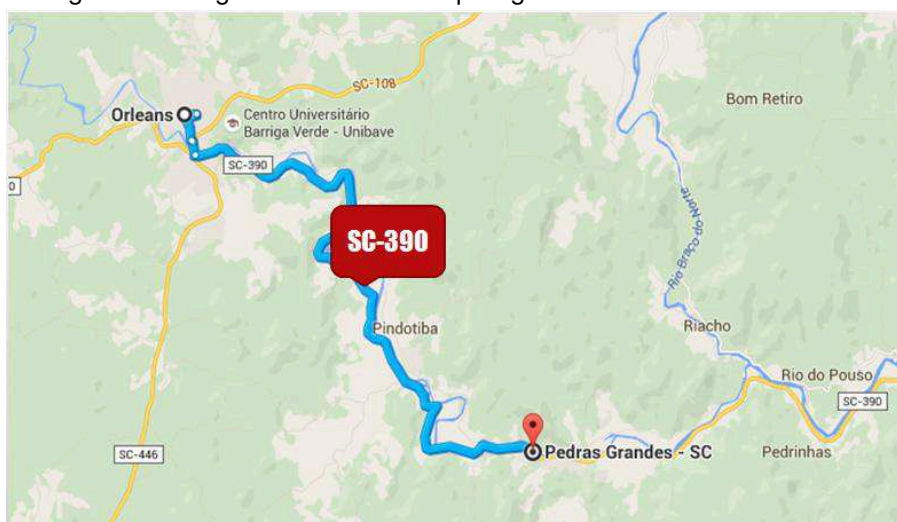 SC-108
Bom Retiro
Orleans
Centro Universitário
Barriga Verde - Unibave
SC-390
0
SC-390
Rio Braço do Norte
Pindotiba
Riacho
Rio do Pouso
SC-390
SC-446
Pedras Grandes - SC
Pedrinhas